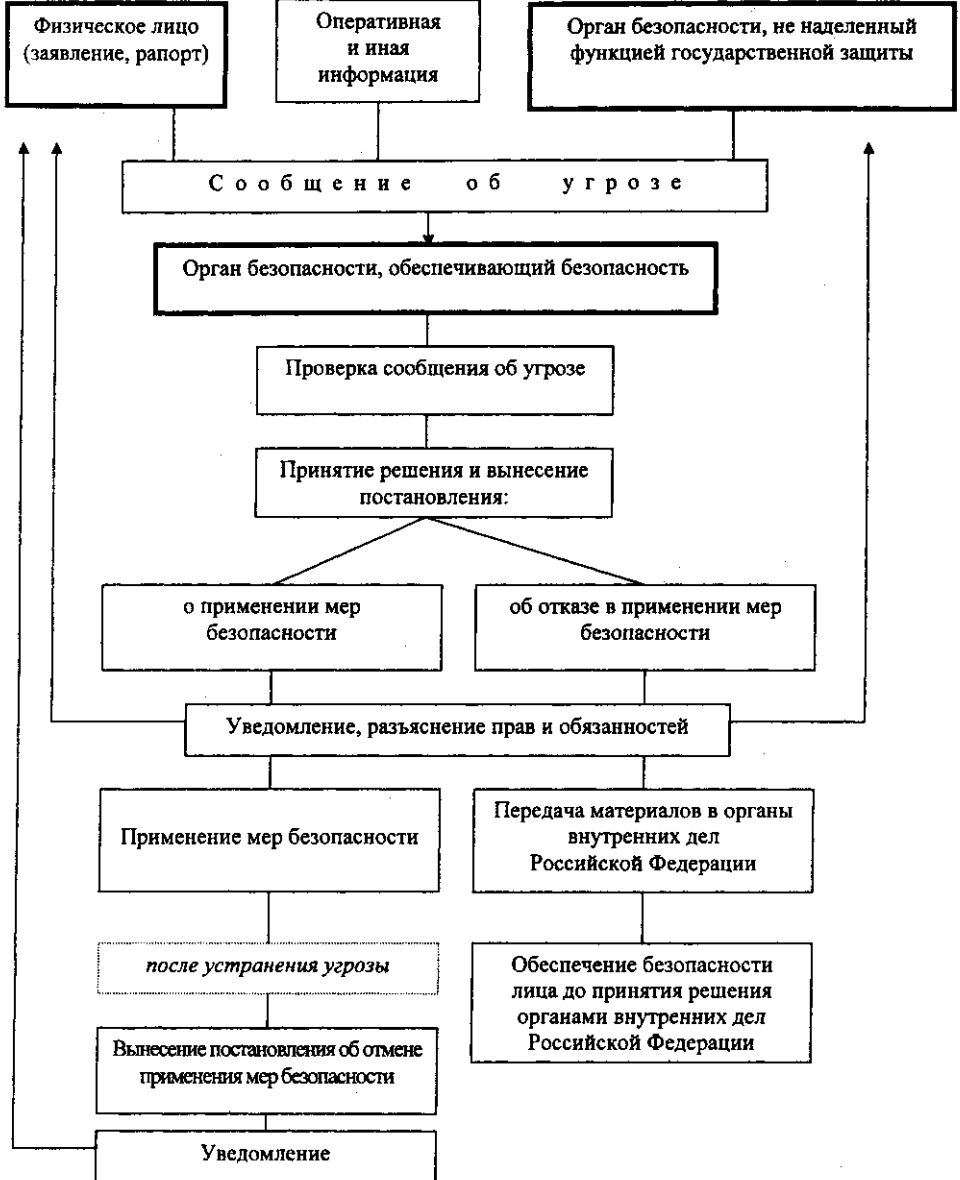 Физическое лицо
(заявление, рапорт)
Оперативная
и иная
информация
Орган безопасности, не наделенный
функцией государственной защиты
Сообщение об угрозе
Орган безопасности, обеспечивающий безопасность
Проверка сообщения об угрозе
Принятие решения и вынесение
постановления:
о применении мер
безопасности
об отказе в применении мер
безопасности
Уведомление, разъяснение прав и обязанностей
Применение мер безопасности
Передача материалов в органы
внутренних дел
Российской Федерации
после устранения угрозы
Обеспечение безопасности
лица до принятия решения
органами внутренних дел
Российской Федерации
Вынесение постановления об отмене
применения мер безопасности
Уведомление